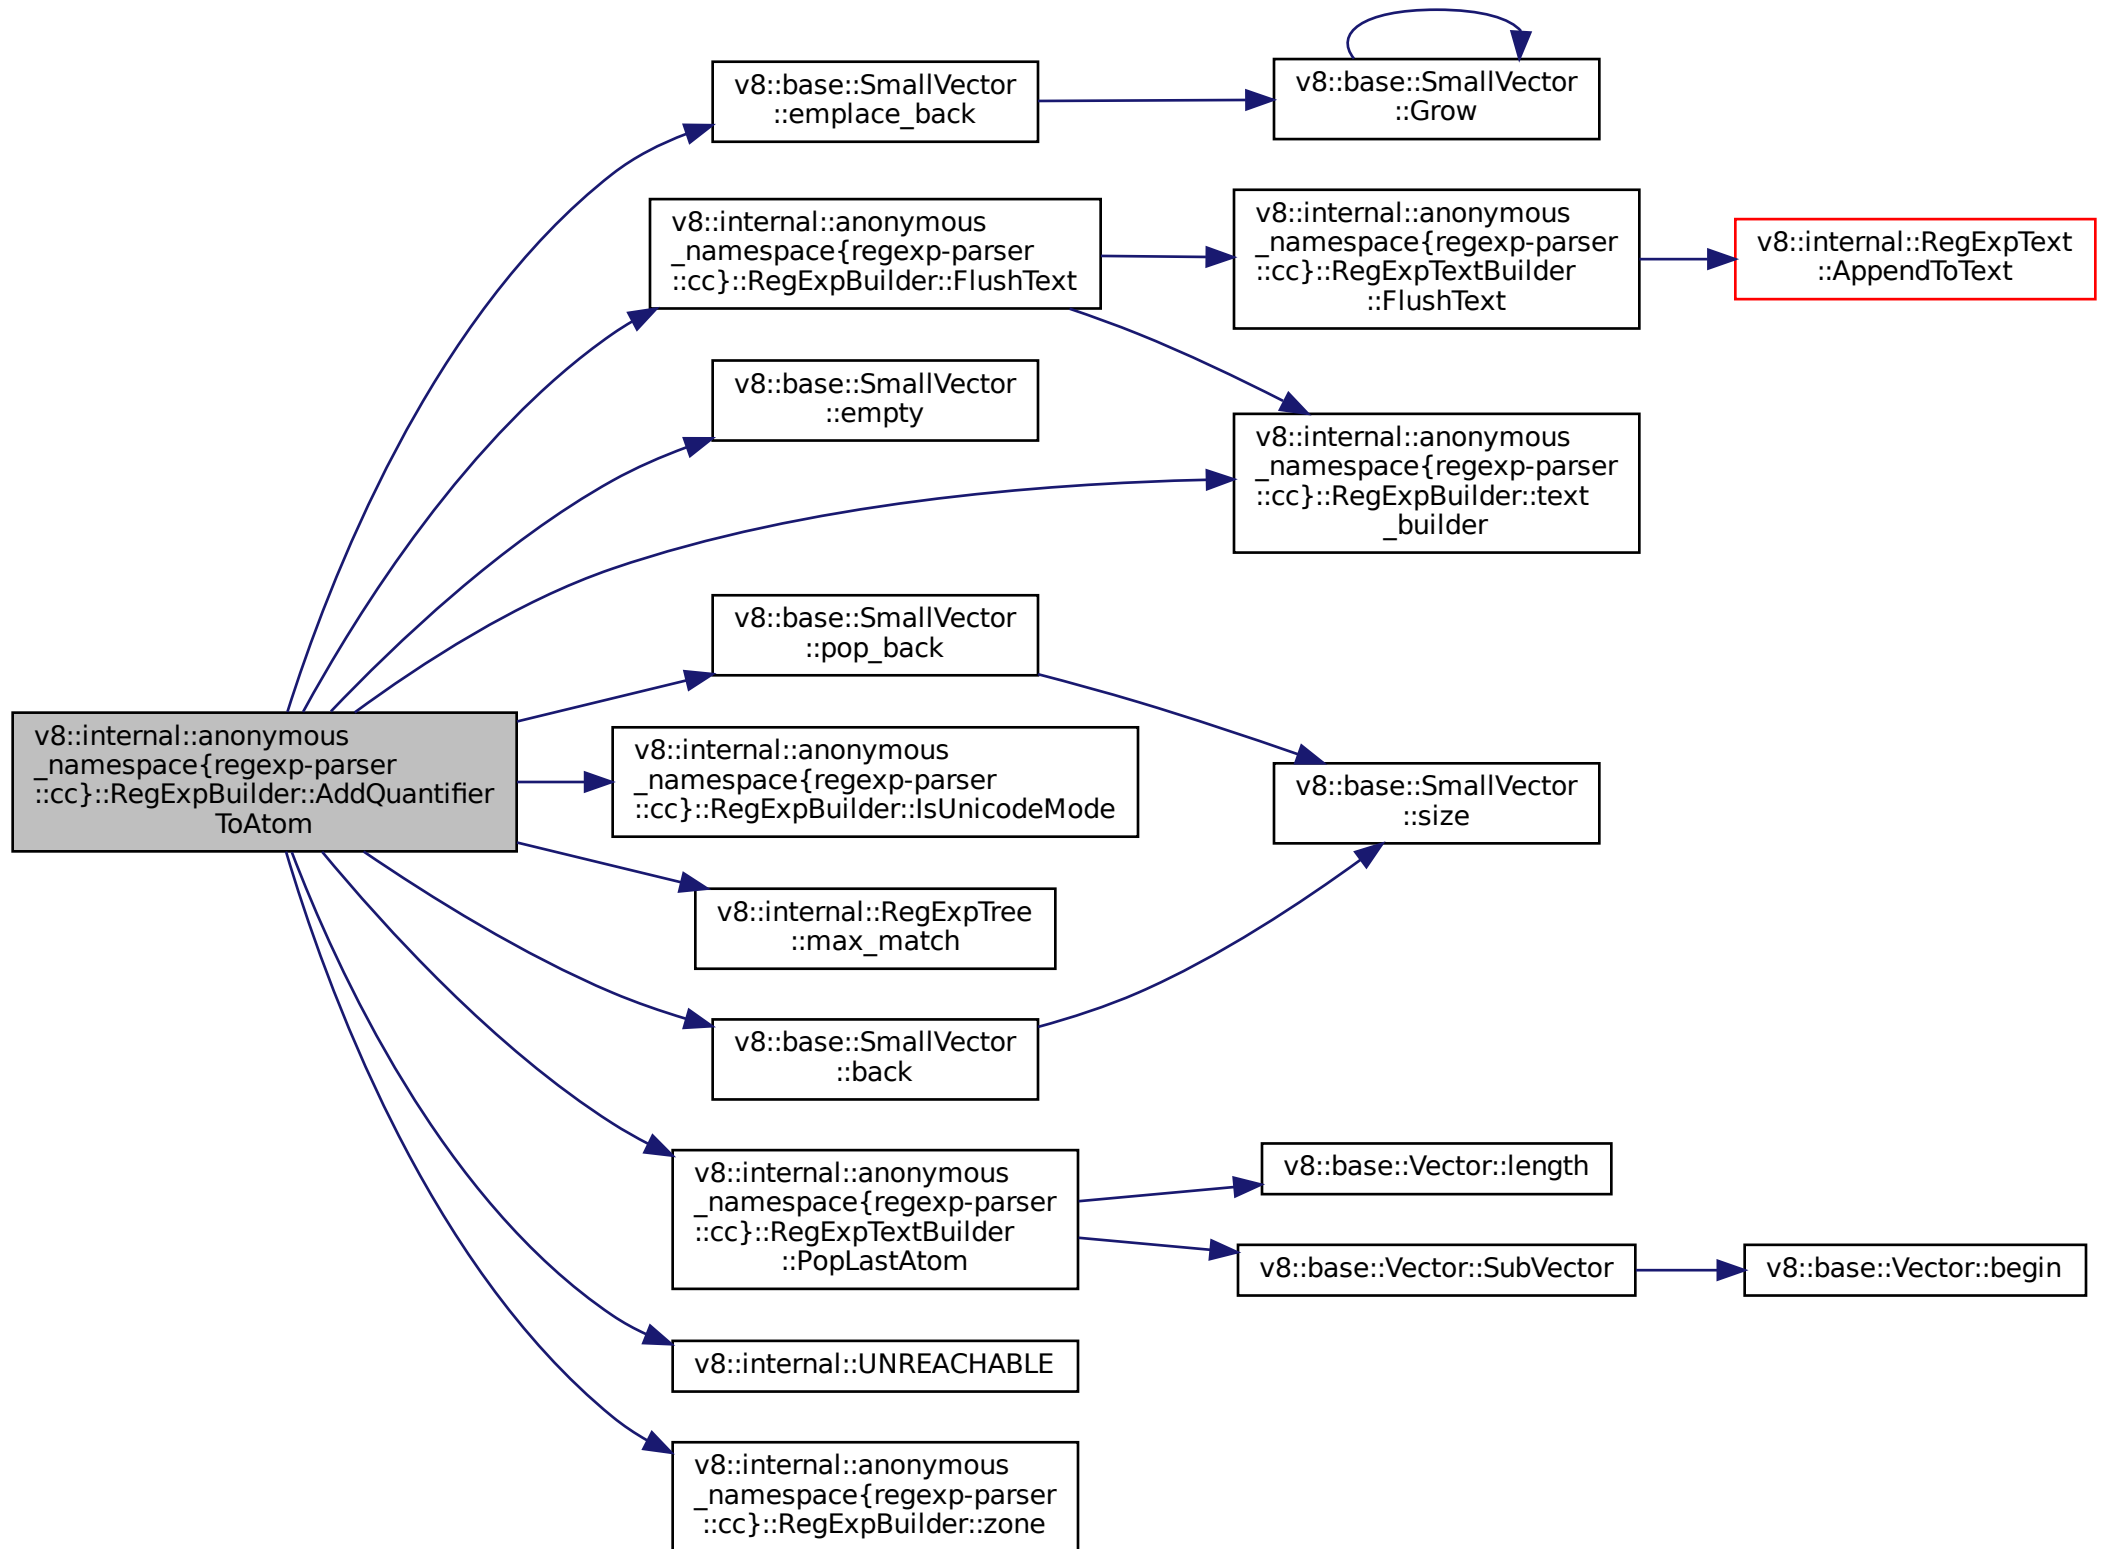 v8::base::SmallVector
::emplace_back
v8::base::SmallVector
::Grow
v8::internal::anonymous
_namespace{regexp-parser
::cc}::RegExpBuilder::FlushText
v8::internal::anonymous
_namespace{regexp-parser
::cc}::RegExpTextBuilder
::FlushText
v8::internal::RegExpText
::AppendToText
v8::base::SmallVector
::empty
v8::internal::anonymous
_namespace{regexp-parser
::cc}::RegExpBuilder::text
_builder
v8::base::SmallVector
::pop_back
v8::internal::anonymous
_namespace{regexp-parser
::cc}::RegExpBuilder::AddQuantifier
ToAtom
v8::internal::anonymous
_namespace{regexp-parser
::cc}::RegExpBuilder::IsUnicodeMode
v8::base::SmallVector
::size
v8::internal::RegExpTree
::max_match
v8::base::SmallVector
::back
v8::internal::anonymous
_namespace{regexp-parser
::cc}::RegExpTextBuilder
::PopLastAtom
v8::base::Vector::length
v8::base::Vector::SubVector
v8::base::Vector::begin
v8::internal::UNREACHABLE
v8::internal::anonymous
_namespace{regexp-parser
::cc}::RegExpBuilder::zone